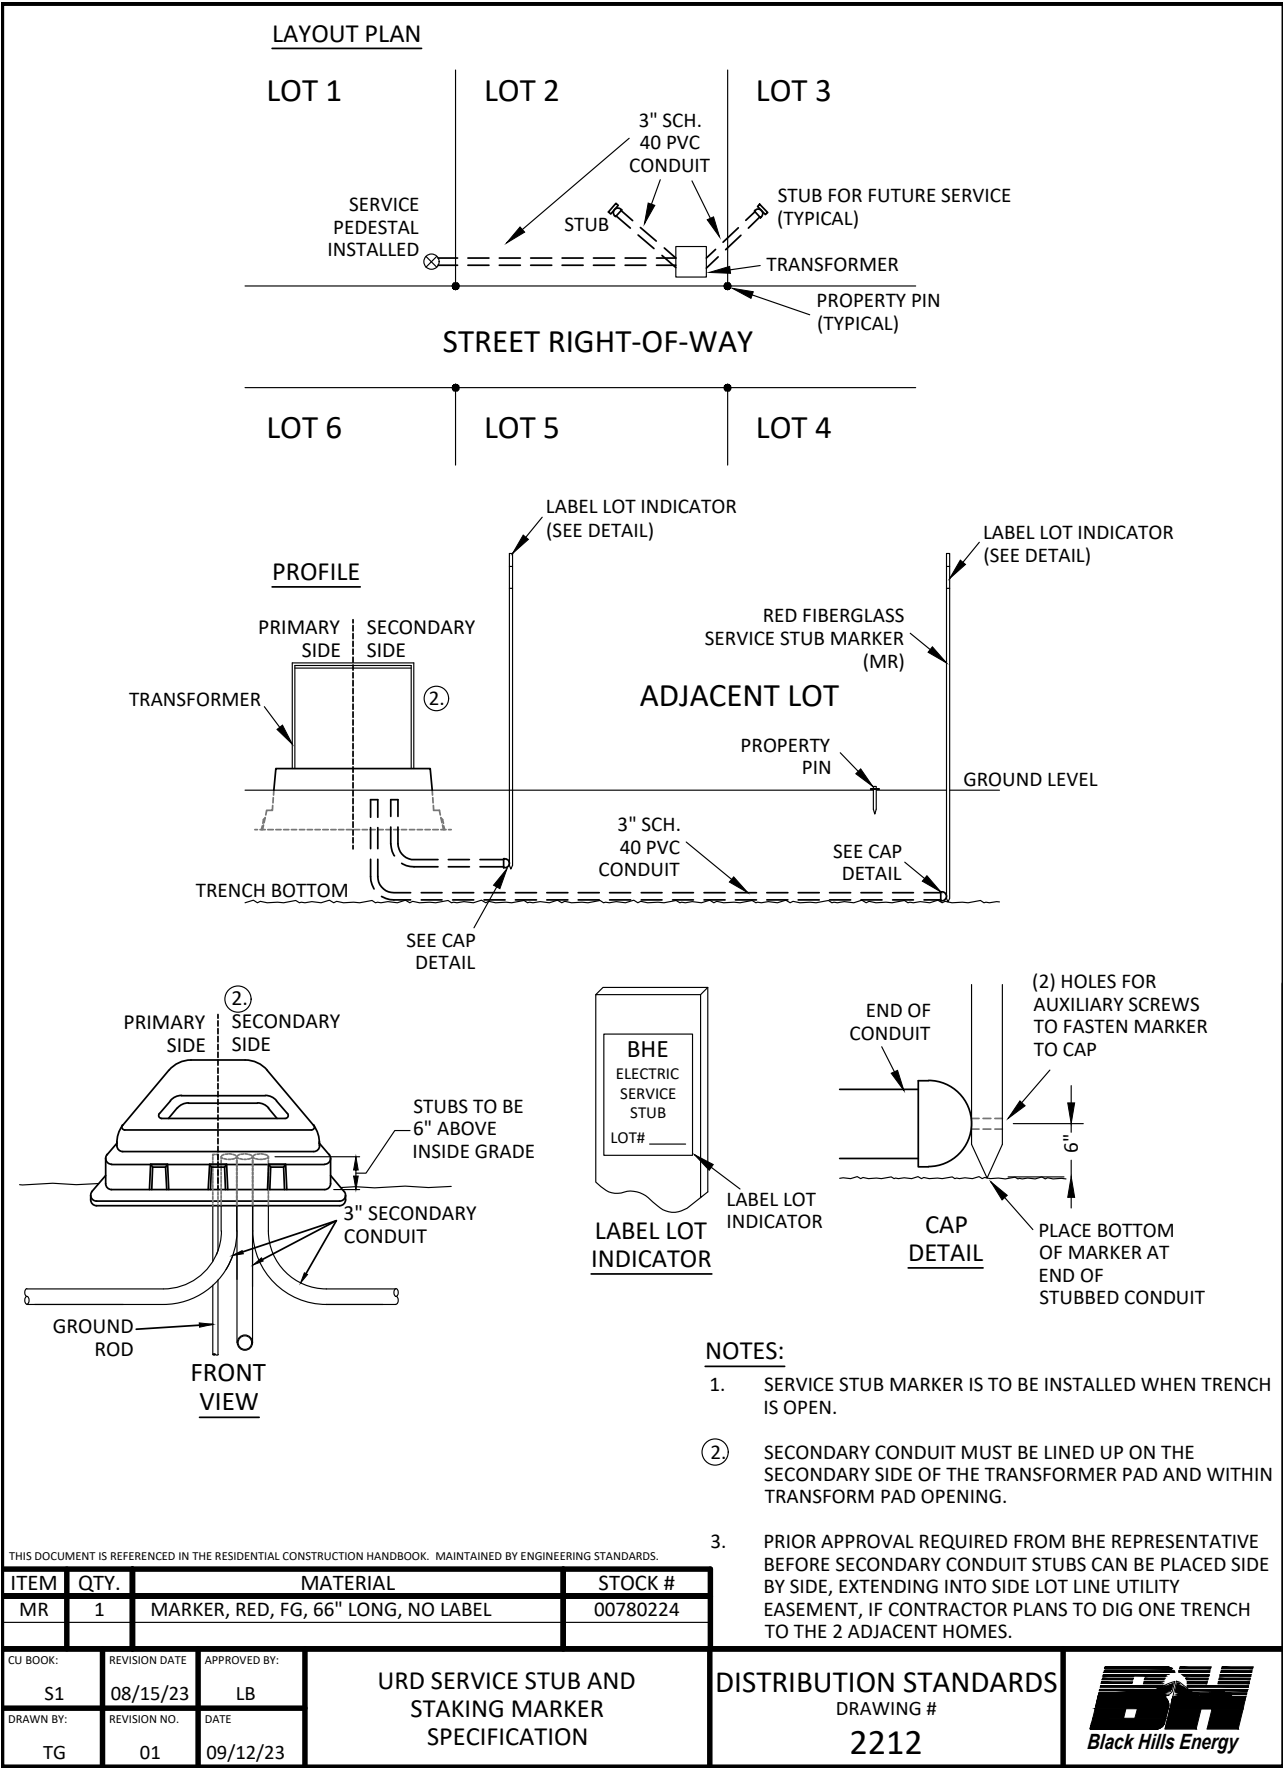 LAYOUT PLAN
LOT 1
LOT 2
LOT 3
3" SCH.
40 PVC
CONDUIT
SERVICE
PEDESTAL
INSTALLED
STUB
STUB FOR FUTURE SERVICE
(TYPICAL)
TRANSFORMER
PROPERTY PIN
(TYPICAL)
STREET RIGHT-OF-WAY
LOT 6
LOT 5
LOT 4
LABEL LOT INDICATOR
(SEE DETAIL)
LABEL LOT INDICATOR
(SEE DETAIL)
PROFILE
PRIMARY
SIDE
SECONDARY
SIDE
RED FIBERGLASS
SERVICE STUB MARKER
(MR)
TRANSFORMER
2.
ADJACENT LOT
PROPERTY
PIN
GROUND LEVEL
3" SCH.
40 PVC
CONDUIT
SEE CAP
DETAIL
TRENCH BOTTOM
SEE CAP
DETAIL
2.
PRIMARY
SIDE
SECONDARY
SIDE
STUBS TO BE
6" ABOVE
INSIDE GRADE
3" SECONDARY
CONDUIT
GROUND
ROD
FRONT
VIEW
BHE
ELECTRIC
SERVICE
STUB
LOT# _____
LABEL LOT
INDICATOR
LABEL LOT
INDICATOR
END OF
CONDUIT
(2) HOLES FOR
AUXILIARY SCREWS
TO FASTEN MARKER
TO CAP
6"
CAP
DETAIL
PLACE BOTTOM
OF MARKER AT
END OF
STUBBED CONDUIT
NOTES:
1. SERVICE STUB MARKER IS TO BE INSTALLED WHEN TRENCH
IS OPEN.
2. SECONDARY CONDUIT MUST BE LINED UP ON THE
SECONDARY SIDE OF THE TRANSFORMER PAD AND WITHIN
TRANSFORM PAD OPENING.
3. PRIOR APPROVAL REQUIRED FROM BHE REPRESENTATIVE
BEFORE SECONDARY CONDUIT STUBS CAN BE PLACED SIDE
BY SIDE, EXTENDING INTO SIDE LOT LINE UTILITY
EASEMENT, IF CONTRACTOR PLANS TO DIG ONE TRENCH
TO THE 2 ADJACENT HOMES.
THIS DOCUMENT IS REFERENCED IN THE RESIDENTIAL CONSTRUCTION HANDBOOK. MAINTAINED BY ENGINEERING STANDARDS.
ITEM QTY. MATERIAL STOCK #
MR 1 MARKER, RED, FG, 66" LONG, NO LABEL 00780224
CU BOOK: REVISION DATE APPROVED BY:
S1 08/15/23 LB
DRAWN BY: REVISION NO. DATE
TG 01 09/12/23
URD SERVICE STUB AND
STAKING MARKER
SPECIFICATION
DISTRIBUTION STANDARDS
DRAWING #
2212
BH
Black Hills Energy